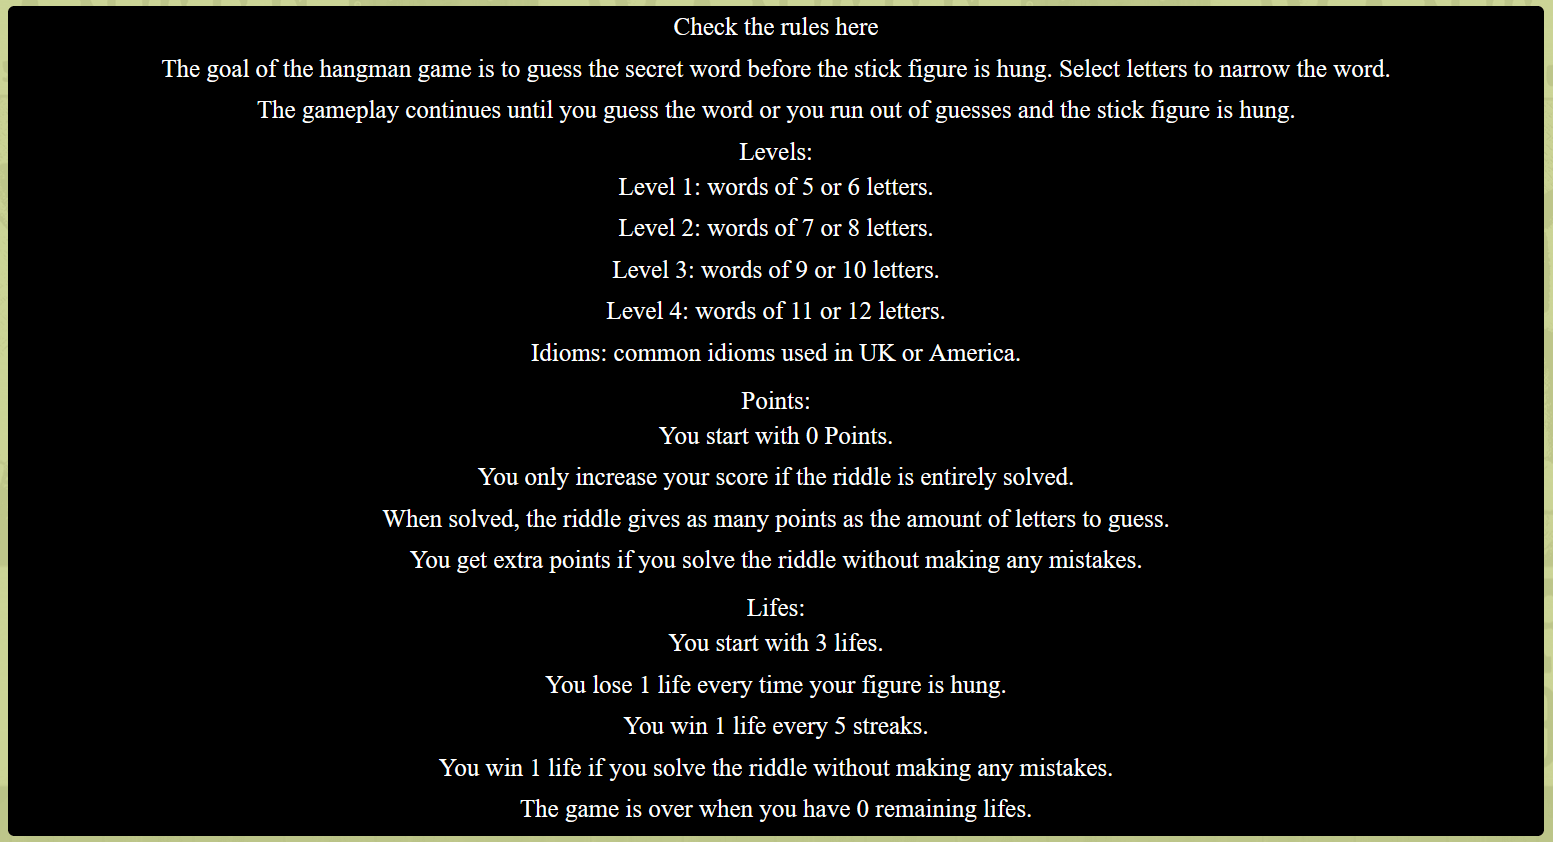 Check the rules here
The goal of the hangman game is to guess the secret word before the stick figure is hung. Select letters to narrow the word.
The gameplay continues until you guess the word or you run out of guesses and the stick figure is hung.
Levels:
Level 1: words of 5 or 6 letters.
Level 2: words of 7 or 8 letters.
Level 3: words of 9 or 10 letters.
Level 4: words of 11 or 12 letters.
Idioms: common idioms used in UK or America.
Points:
You start with 0 Points.
You only increase your score if the riddle is entirely solved.
When solved, the riddle gives as many points as the amount of letters to guess.
You get extra points if you solve the riddle without making any mistakes.
Lifes:
You start with 3 lifes.
You lose 1 life every time your figure is hung.
You win 1 life every 5 streaks.
You win 1 life if you solve the riddle without making any mistakes.
The game is over when you have 0 remaining lifes.